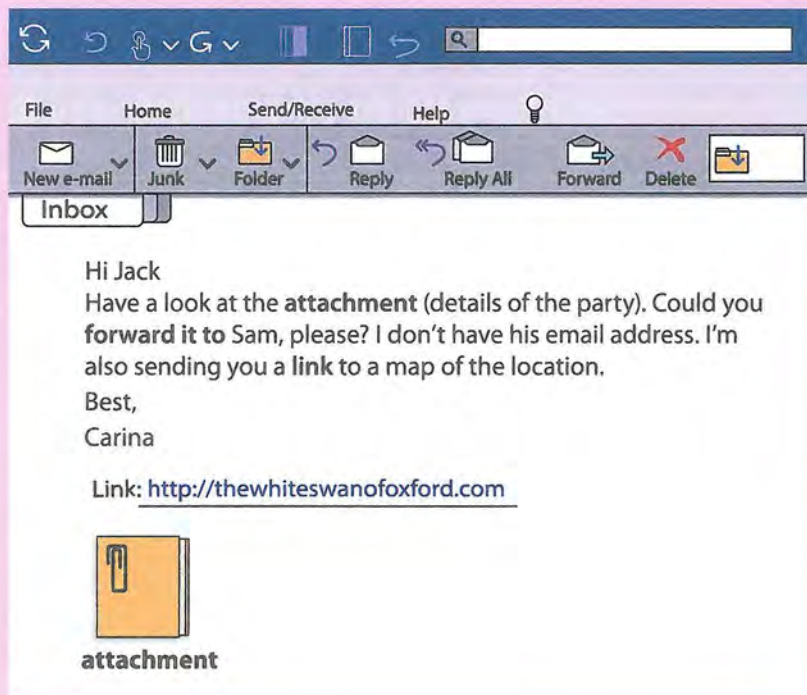 File Home Send/Receive Help
New e-mail Junk Folder Reply Reply All Forward Delete
Inbox
Hi Jack
Have a look at the attachment (details of the party). Could you
forward it to Sam, please? I don't have his email address. I'm
also sending you a link to a map of the location.
Best,
Carina
Link: http://thewhiteswanofoxford.com
attachment